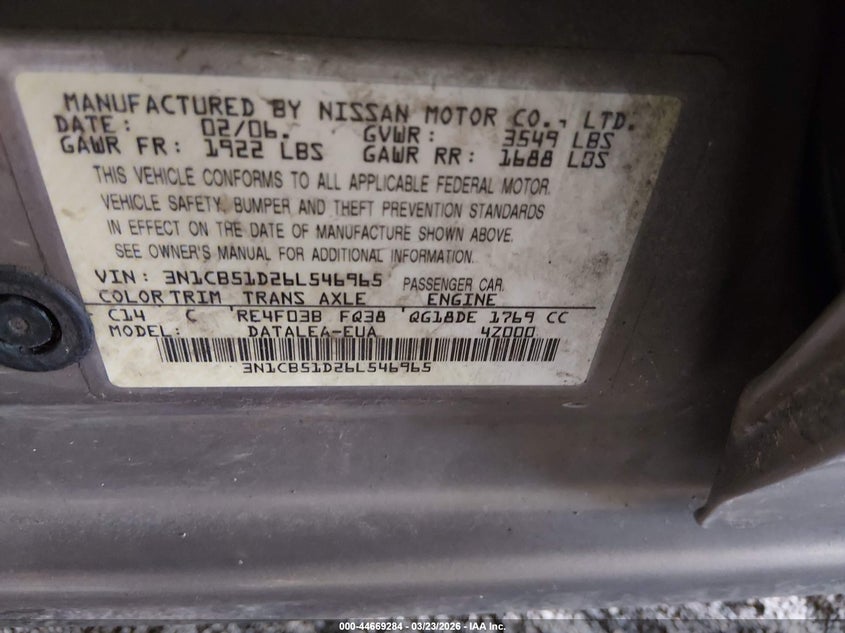 MANUFACTURED BY NISSAN MOTOR CO., LTD.
DATE: 02/06. GVWR: 3549 LBS
GAWR FR: 1922 LBS GAWR RR: 1688 LBS
THIS VEHICLE CONFORMS TO ALL APPLICABLE FEDERAL MOTOR
VEHICLE SAFETY, BUMPER AND THEFT PREVENTION STANDARDS
IN EFFECT ON THE DATE OF MANUFACTURE SHOWN ABOVE.
SEE OWNER'S MANUAL FOR ADDITIONAL INFORMATION.
VIN: 3N1CB51D26L546965 PASSENGER CAR
COLOR TRIM TRANS AXLE ENGINE
C14 C RE4F03B FQ38 QG18DE 1769 CC
MODEL: DATALEA-EUA 4Z000
3N1CB51D26L546965
000-44669284 | 03/23/2026 | IAA Inc.